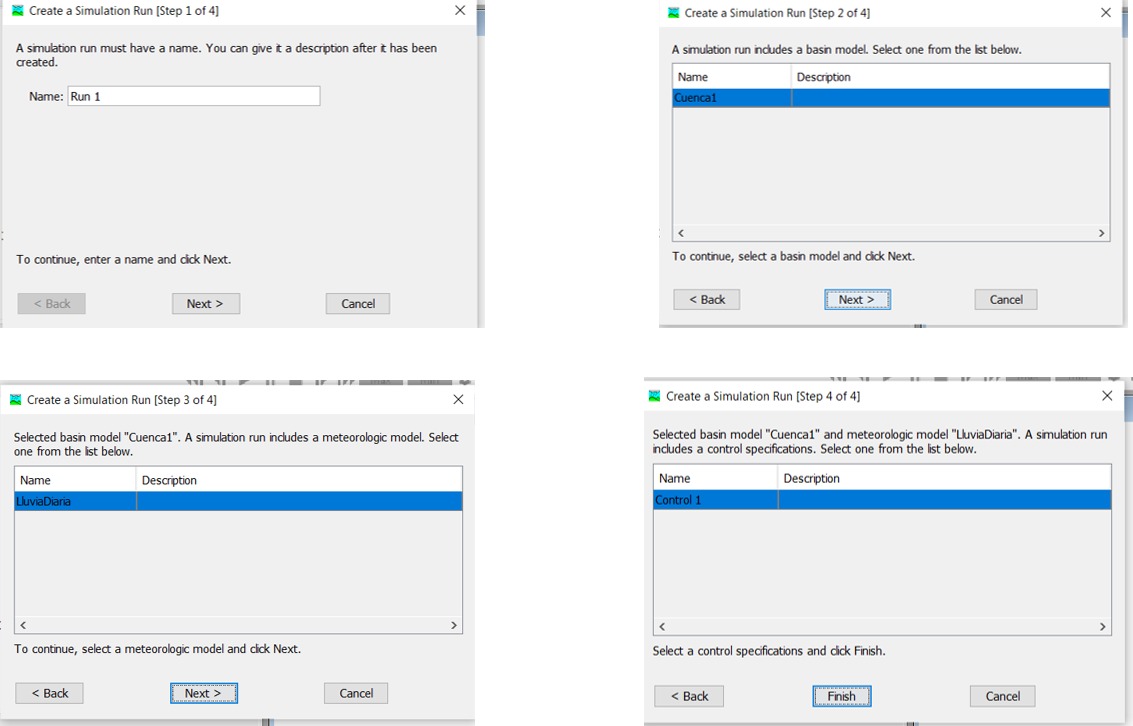 Create a Simulation Run [Step 1 of 4]
A simulation run must have a name. You can give it a description after it has been
created.
Name: Run 1
To continue, enter a name and click Next.
< Back Next > Cancel
Create a Simulation Run [Step 2 of 4]
A simulation run includes a basin model. Select one from the list below.
Name Description
Cuenca1
To continue, select a basin model and click Next.
< Back Next > Cancel
Create a Simulation Run [Step 3 of 4]
Selected basin model "Cuenca1". A simulation run includes a meteorologic model. Select
one from the list below.
Name Description
LluviaDiaria
To continue, select a meteorologic model and click Next.
< Back Next > Cancel
Create a Simulation Run [Step 4 of 4]
Selected basin model "Cuenca1" and meteorologic model "LluviaDiaria". A simulation run
includes a control specifications. Select one from the list below.
Name Description
Control 1
Select a control specifications and click Finish.
< Back Finish Cancel